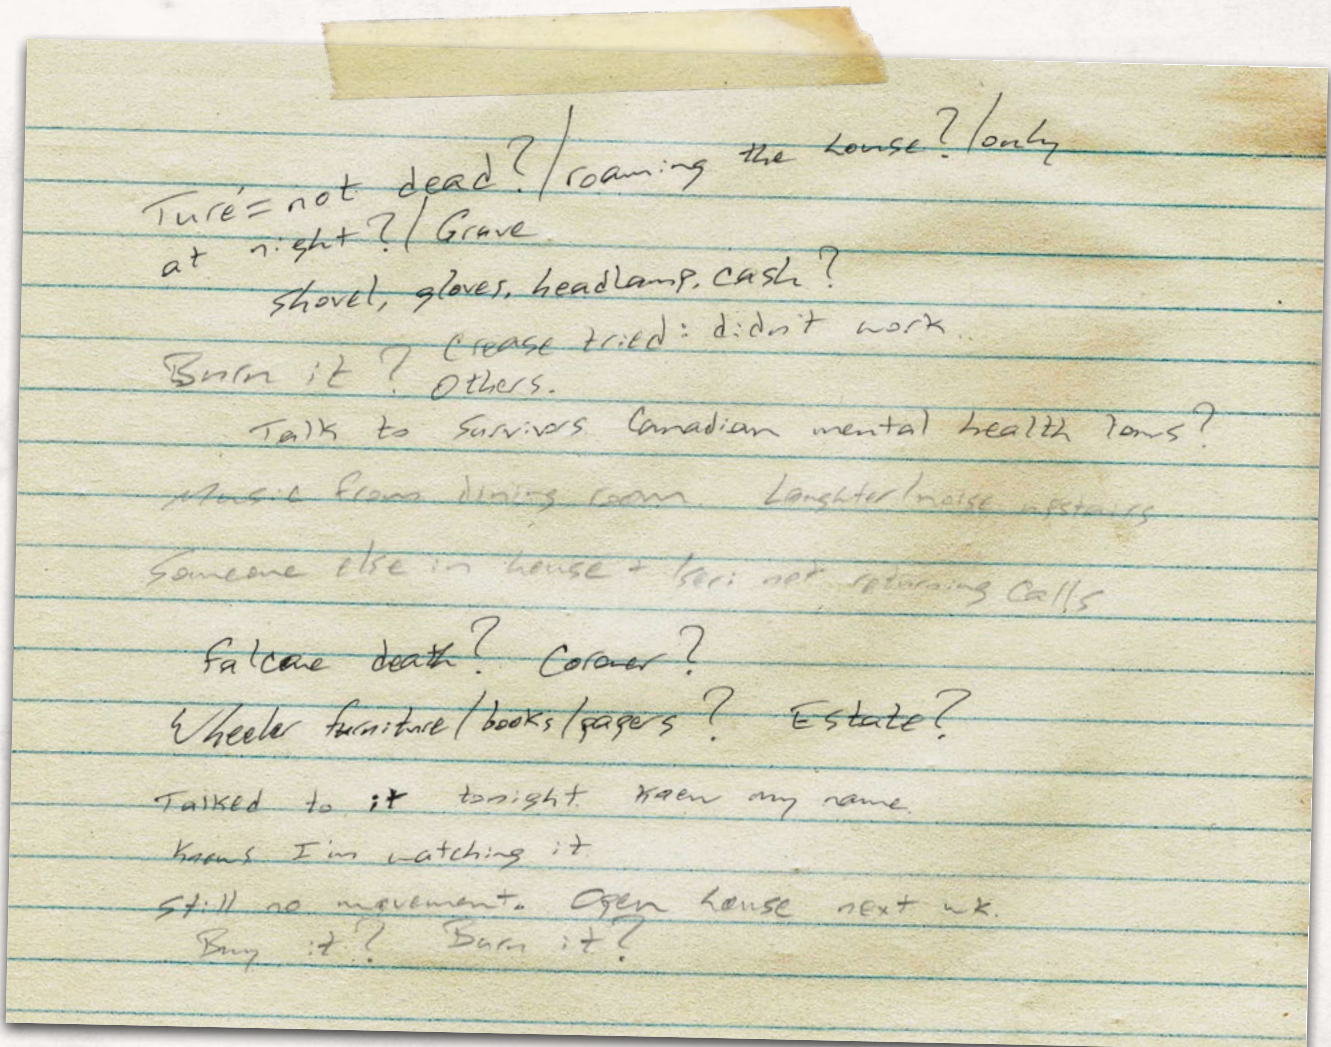 Turé = not dead? / roaming the house? / only
at night? / Grave
shovel, gloves, headlamp, cash?
Burn it? Crease tried: didn't work.
Others.
Talk to survivors Canadian mental health laws?
Music from dining room Laughter/noise upstairs
Someone else in house + not returning calls
Falcone death? Coroner?
Wheeler furniture/books/papers? Estate?
Talked to it tonight. Knew my name.
Knows I'm watching it.
Still no movement. Open house next wk.
Buy it? Burn it?